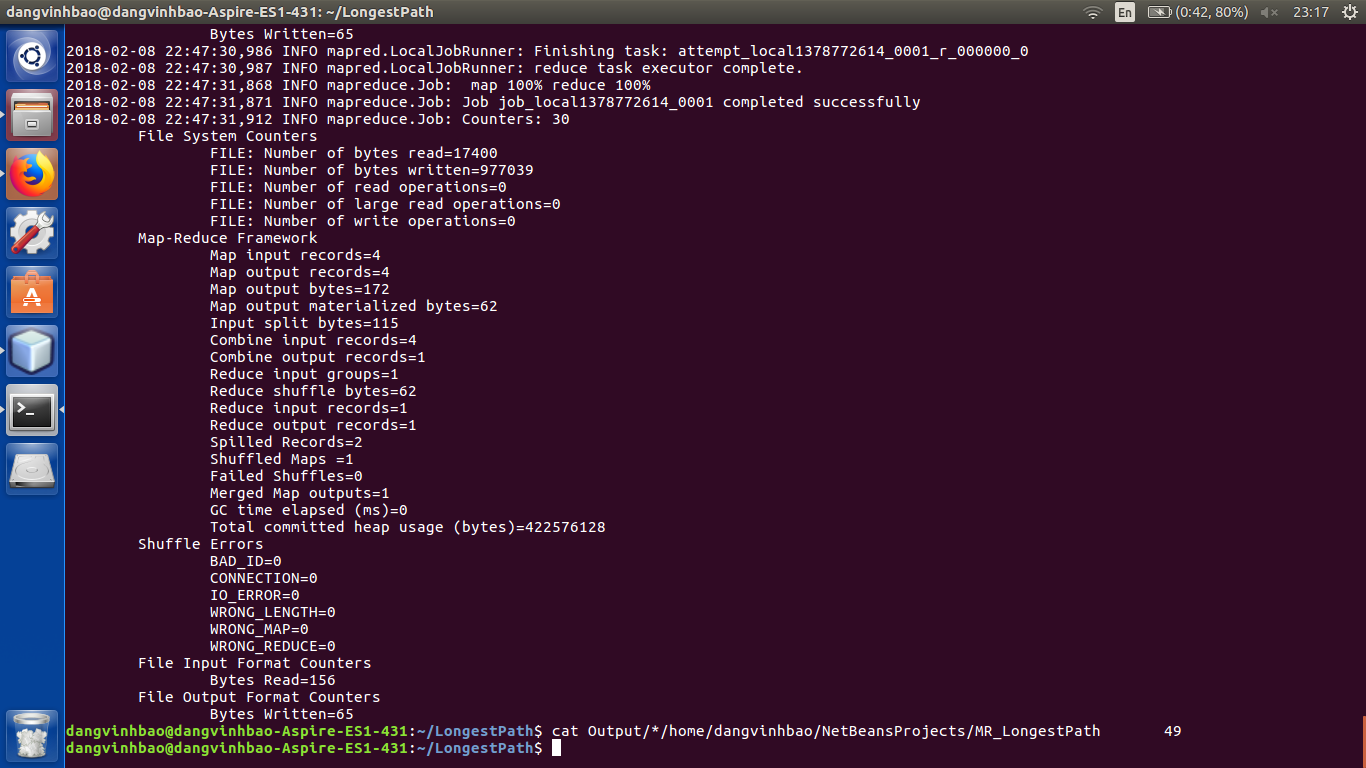 dangvinhbao@dangvinhbao-Aspire-ES1-431: ~/LongestPath En (0:42, 80%) 23:17
Bytes Written=65
2018-02-08 22:47:30,986 INFO mapred.LocalJobRunner: Finishing task: attempt_local1378772614_0001_r_000000_0
2018-02-08 22:47:30,987 INFO mapred.LocalJobRunner: reduce task executor complete.
2018-02-08 22:47:31,868 INFO mapreduce.Job:  map 100% reduce 100%
2018-02-08 22:47:31,871 INFO mapreduce.Job: Job job_local1378772614_0001 completed successfully
2018-02-08 22:47:31,912 INFO mapreduce.Job: Counters: 30
File System Counters
FILE: Number of bytes read=17400
FILE: Number of bytes written=977039
FILE: Number of read operations=0
FILE: Number of large read operations=0
FILE: Number of write operations=0
Map-Reduce Framework
Map input records=4
Map output records=4
Map output bytes=172
Map output materialized bytes=62
Input split bytes=115
Combine input records=4
Combine output records=1
Reduce input groups=1
Reduce shuffle bytes=62
Reduce input records=1
Reduce output records=1
Spilled Records=2
Shuffled Maps =1
Failed Shuffles=0
Merged Map outputs=1
GC time elapsed (ms)=0
Total committed heap usage (bytes)=422576128
Shuffle Errors
BAD_ID=0
CONNECTION=0
IO_ERROR=0
WRONG_LENGTH=0
WRONG_MAP=0
WRONG_REDUCE=0
File Input Format Counters
Bytes Read=156
File Output Format Counters
Bytes Written=65
dangvinhbao@dangvinhbao-Aspire-ES1-431:~/LongestPath$ cat Output/*/home/dangvinhbao/NetBeansProjects/MR_LongestPath 49
dangvinhbao@dangvinhbao-Aspire-ES1-431:~/LongestPath$